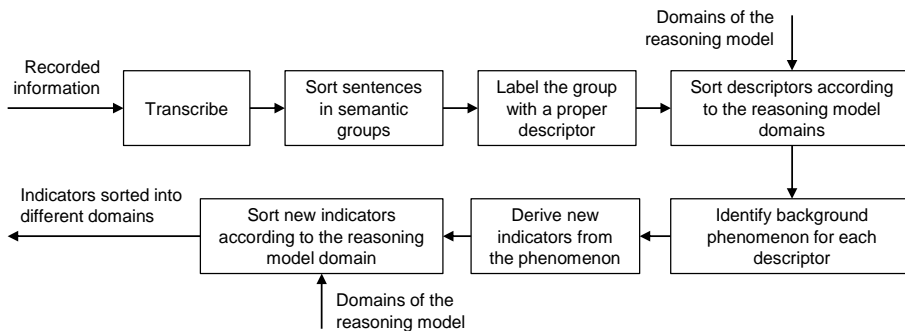 Domains of the
reasoning model
Recorded
information
Transcribe
Sort sentences
in semantic
groups
Label the group
with a proper
descriptor
Sort descriptors according
to the reasoning model
domains
Indicators sorted into
different domains
Sort new indicators
according to the reasoning
model domain
Derive new
indicators from
the phenomenon
Identify background
phenomenon for each
descriptor
Domains of the
reasoning model